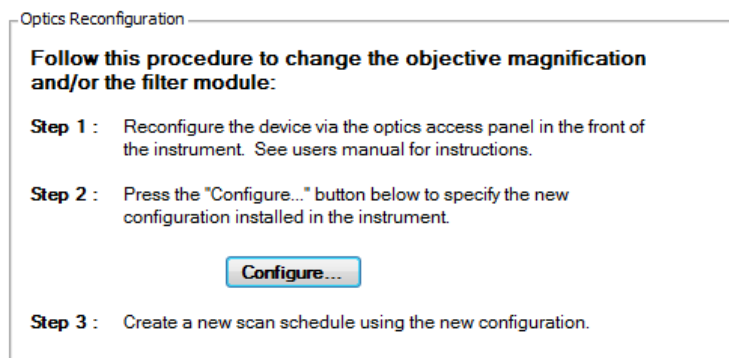 Optics Reconfiguration
Follow this procedure to change the objective magnification
and/or the filter module:
Step 1 : Reconfigure the device via the optics access panel in the front of
the instrument. See users manual for instructions.
Step 2 : Press the "Configure..." button below to specify the new
configuration installed in the instrument.
Configure...
Step 3 : Create a new scan schedule using the new configuration.